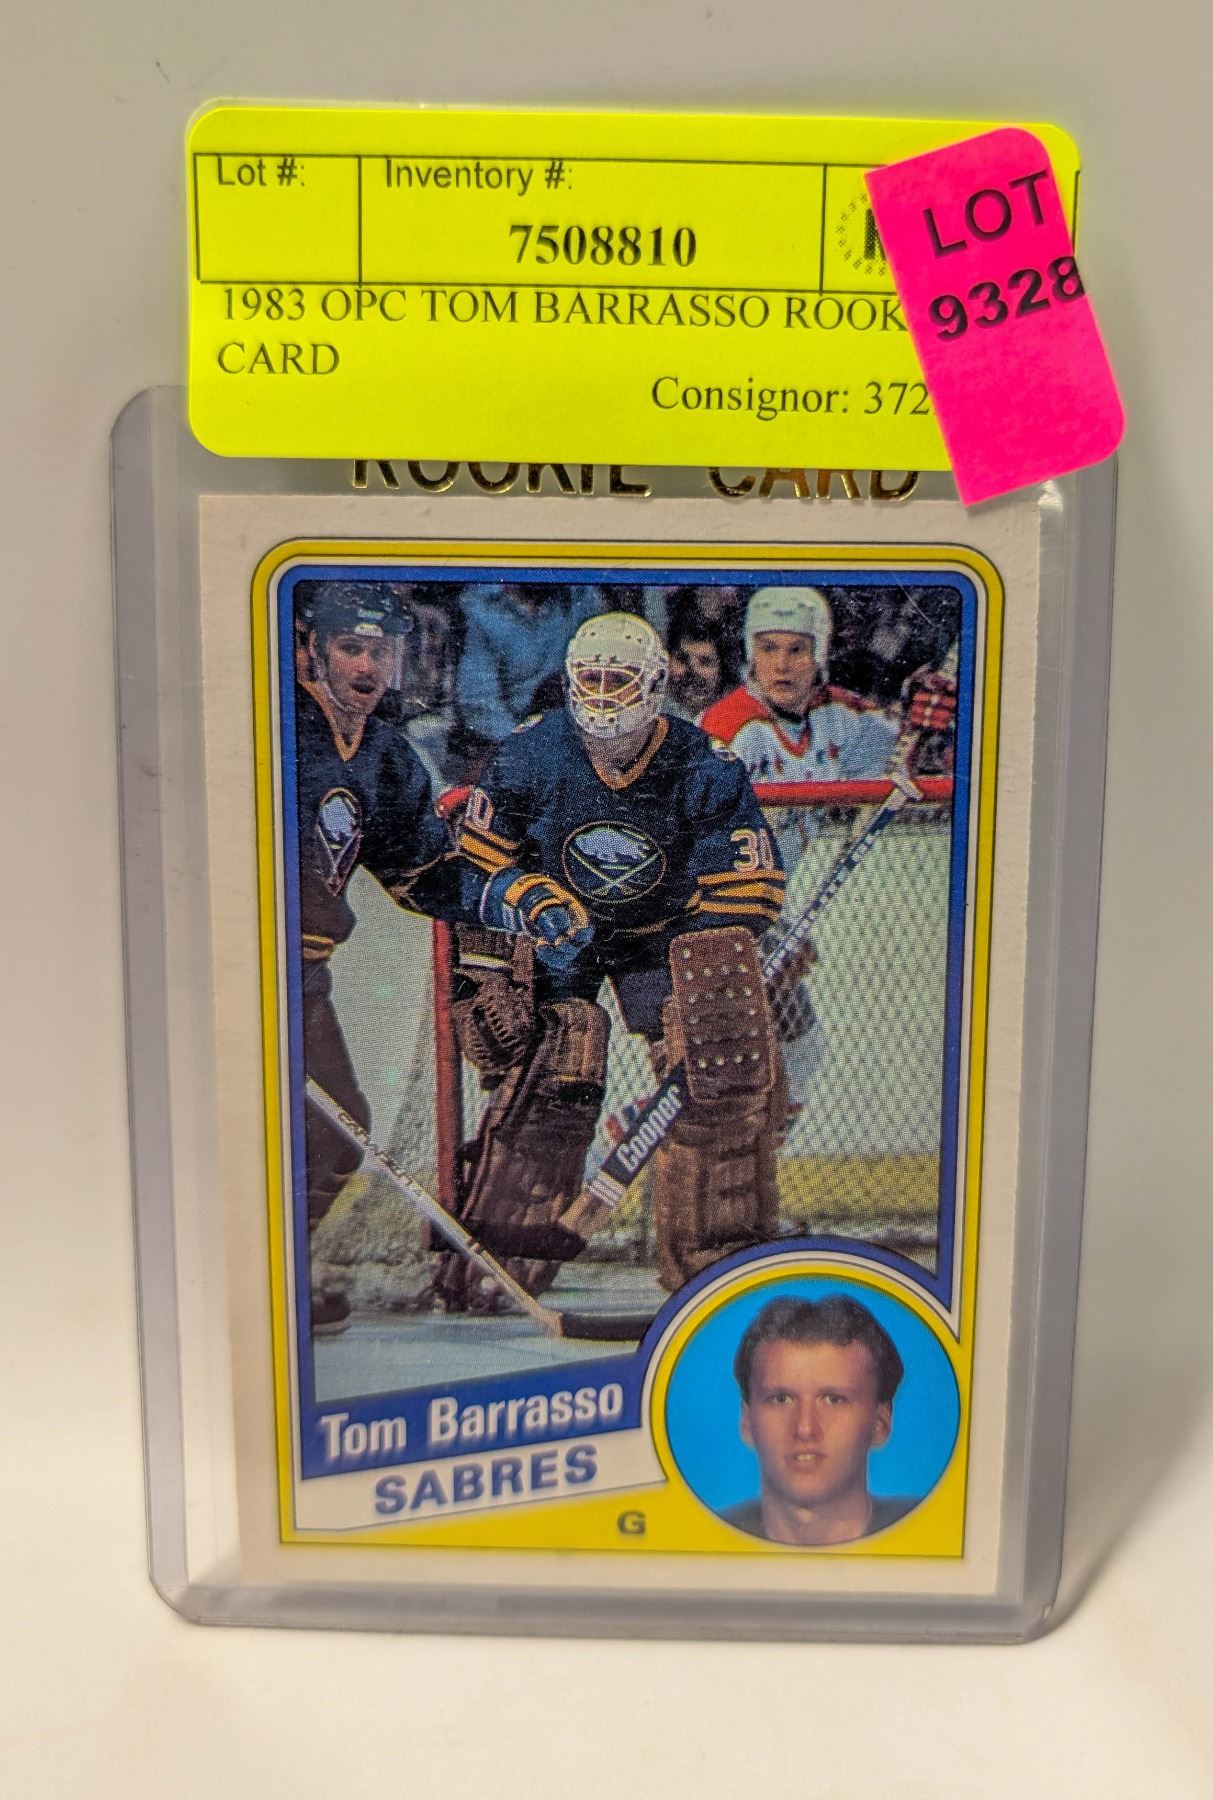 Lot #:
Inventory #:
7508810
LOT
9328
1983 OPC TOM BARRASSO ROOK
CARD
Consignor: 372
ROOKIE CARD
30
Cooper
Tom Barrasso
SABRES
G